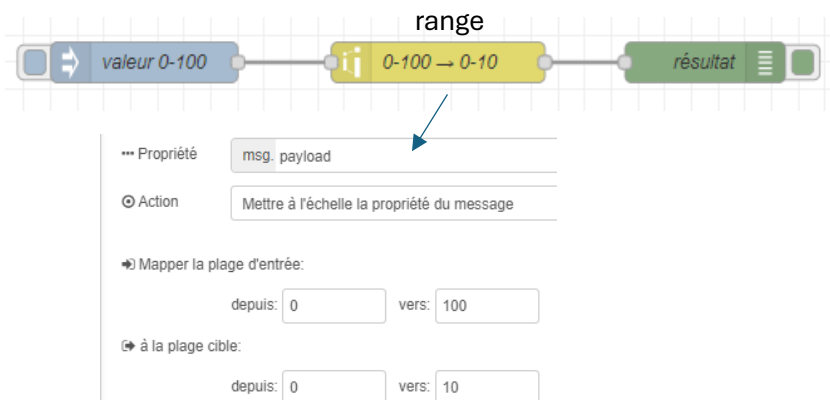 range
valeur 0-100
0-100 → 0-10
résultat
Propriété
msg. payload
Action
Mettre à l'échelle la propriété du message
Mapper la plage d'entrée:
depuis: 0 vers: 100
à la plage cible:
depuis: 0 vers: 10